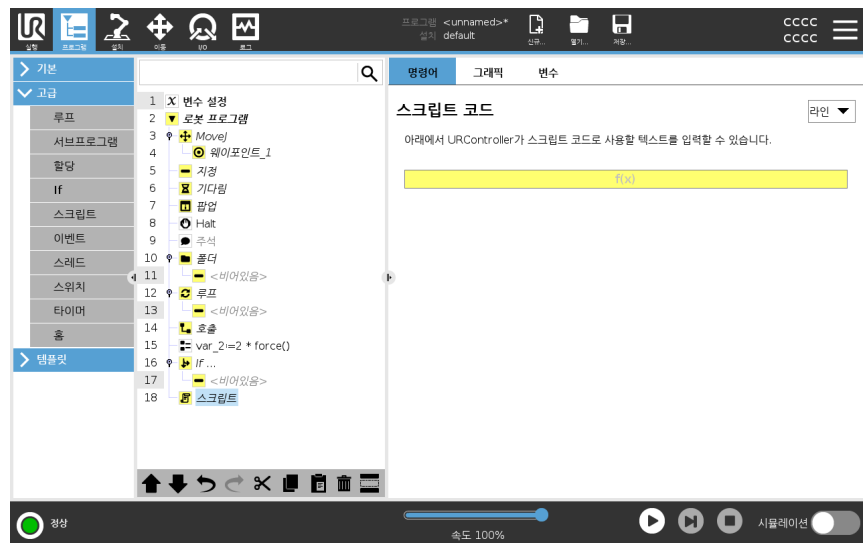 UR
실행
프로그램
설치
이동
I/O
로그
프로그램 <unnamed>*
설치 default
신규...
열기...
저장...
cccc
cccc
기본
고급
루프
서브프로그램
할당
If
스크립트
이벤트
스레드
스위치
타이머
홈
템플릿
1 X 변수 설정
2 로봇 프로그램
3 MoveJ
4 웨이포인트_1
5 지정
6 기다림
7 팝업
8 Halt
9 주석
10 폴더
11 <비어있음>
12 루프
13 <비어있음>
14 호출
15 var_2≔2 * force()
16 If ...
17 <비어있음>
18 스크립트
명령어 그래픽 변수
스크립트 코드
라인
아래에서 URController가 스크립트 코드로 사용할 텍스트를 입력할 수 있습니다.
f(x)
정상
속도 100%
시뮬레이션